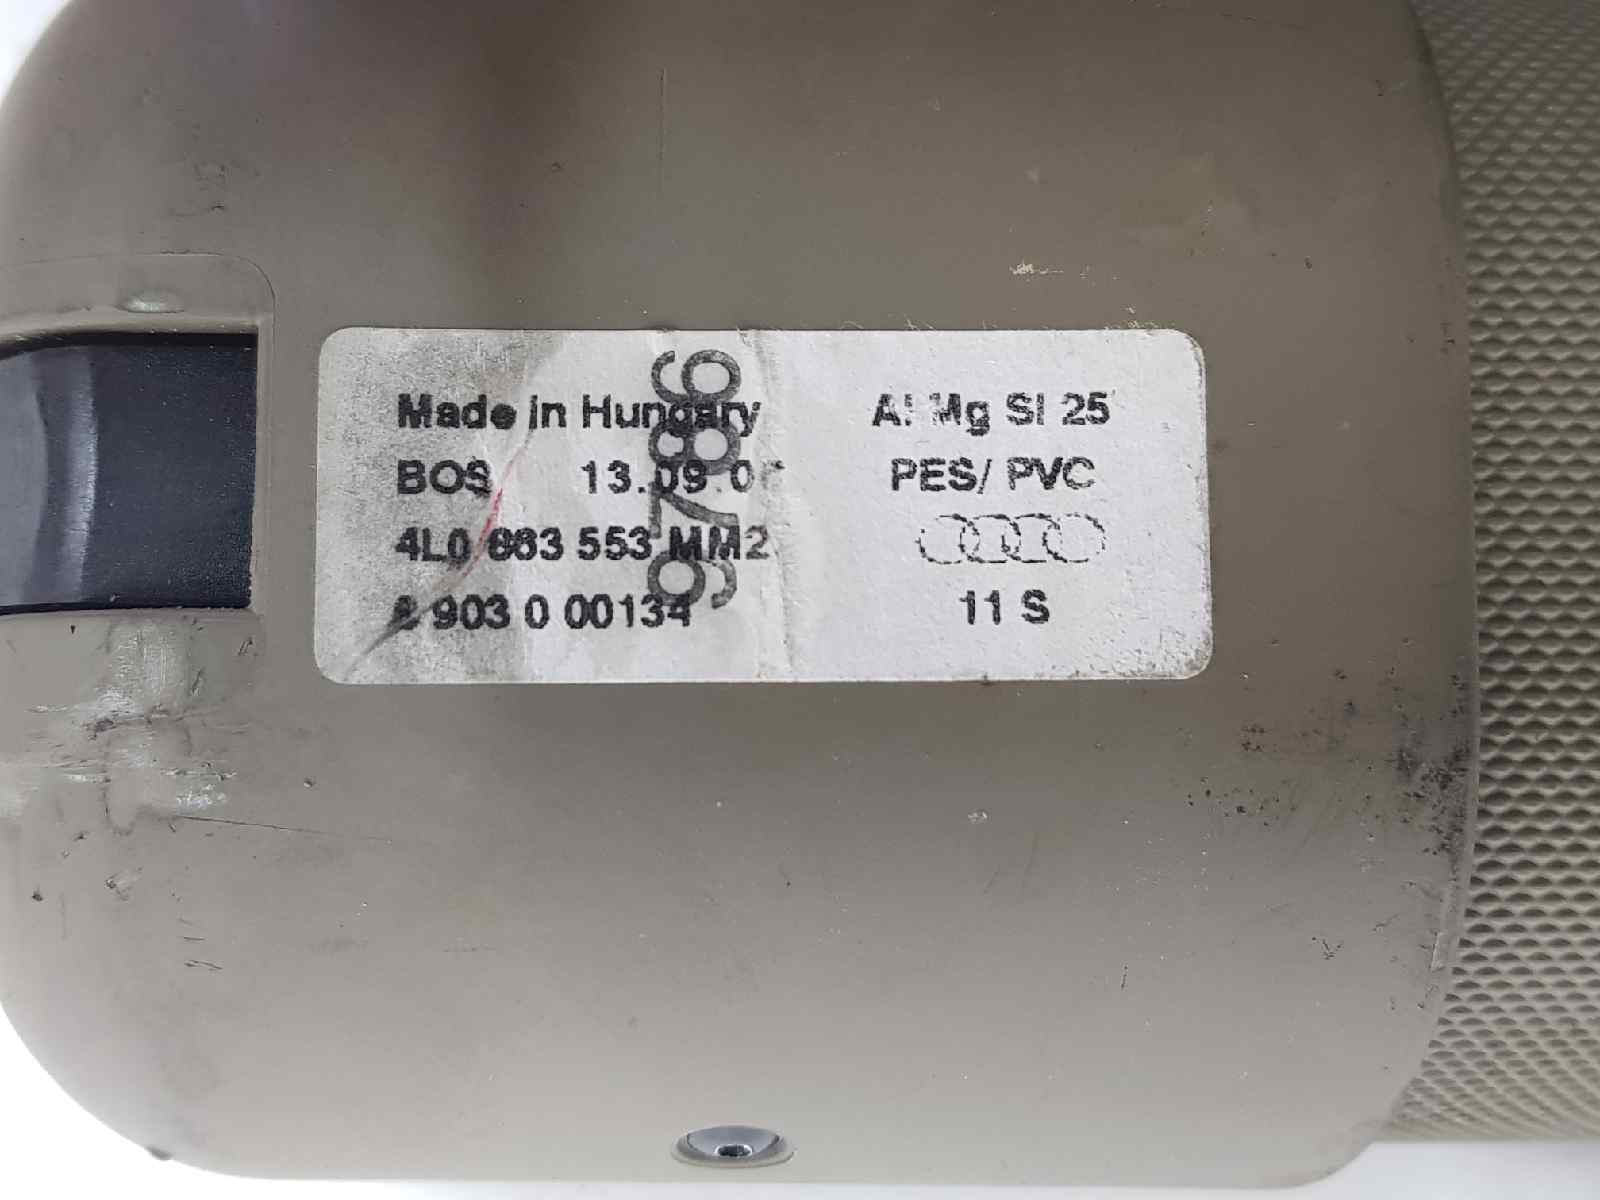 Made in Hungary
BOS 13.09
4L0 863 553 MM2
903 0 00134
Al Mg SI 25
PES/ PVC
11 S
9876